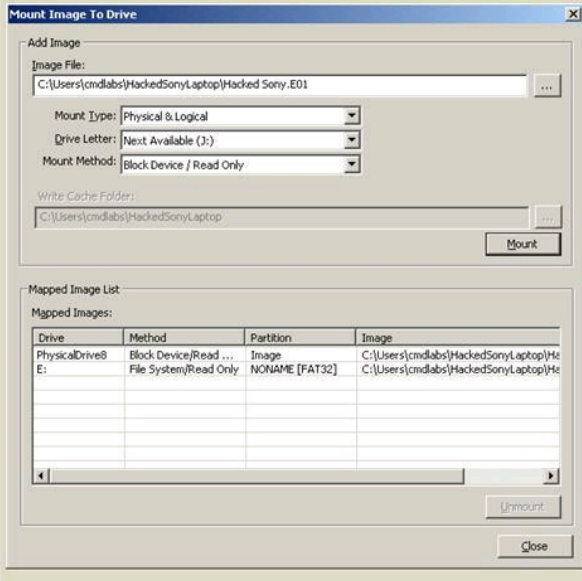 Mount Image To Drive
Add Image
Image File:
C:\Users\cmdlabs\HackedSonyLaptop\Hacked Sony.E01
...
Mount Type: Physical & Logical
Drive Letter: Next Available (J:)
Mount Method: Block Device / Read Only
Write Cache Folder:
C:\Users\cmdlabs\HackedSonyLaptop
...
Mount
Mapped Image List
Mapped Images:
Drive Method Partition Image
PhysicalDrive8 Block Device/Read ... Image C:\Users\cmdlabs\HackedSonyLaptop\Ha
E: File System/Read Only NONAME [FAT32] C:\Users\cmdlabs\HackedSonyLaptop\Ha
Unmount
Close